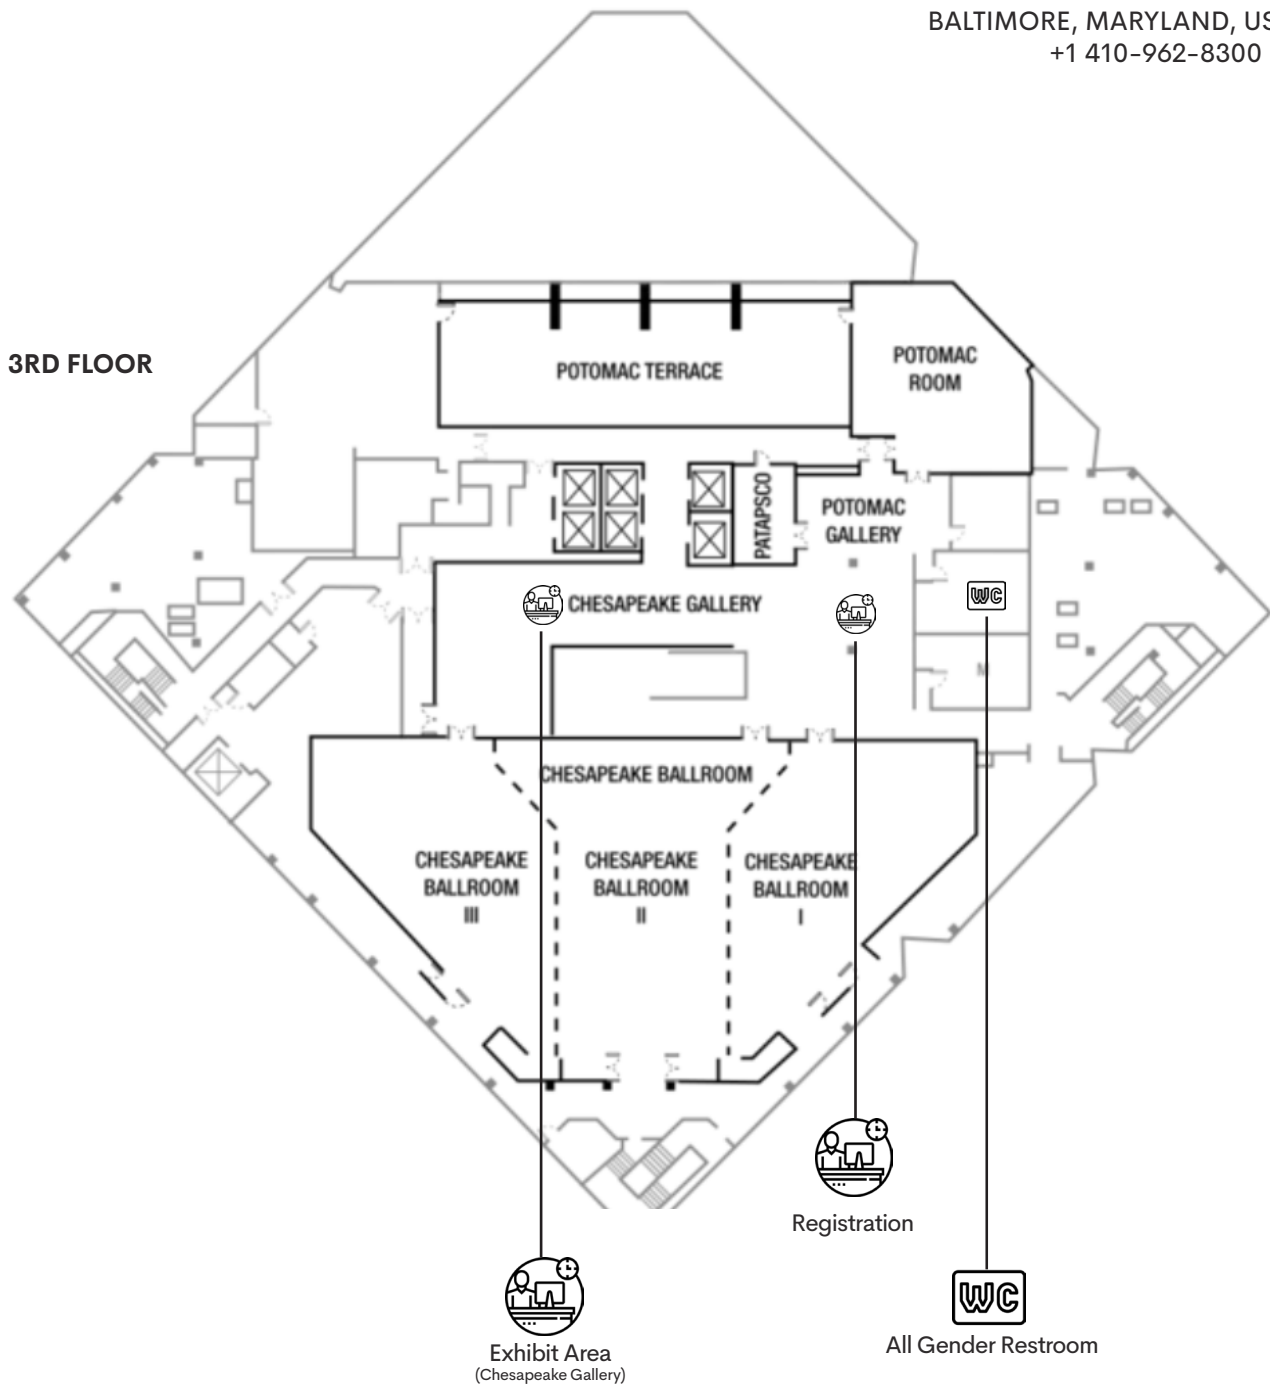 BALTIMORE, MARYLAND, US
+1 410-962-8300
3RD FLOOR
POTOMAC TERRACE
POTOMAC
ROOM
PATAPSCO
POTOMAC
GALLERY
WC
CHESAPEAKE GALLERY
M
CHESAPEAKE BALLROOM
CHESAPEAKE
BALLROOM
III
CHESAPEAKE
BALLROOM
II
CHESAPEAKE
BALLROOM
I
Registration
WC
All Gender Restroom
Exhibit Area
(Chesapeake Gallery)